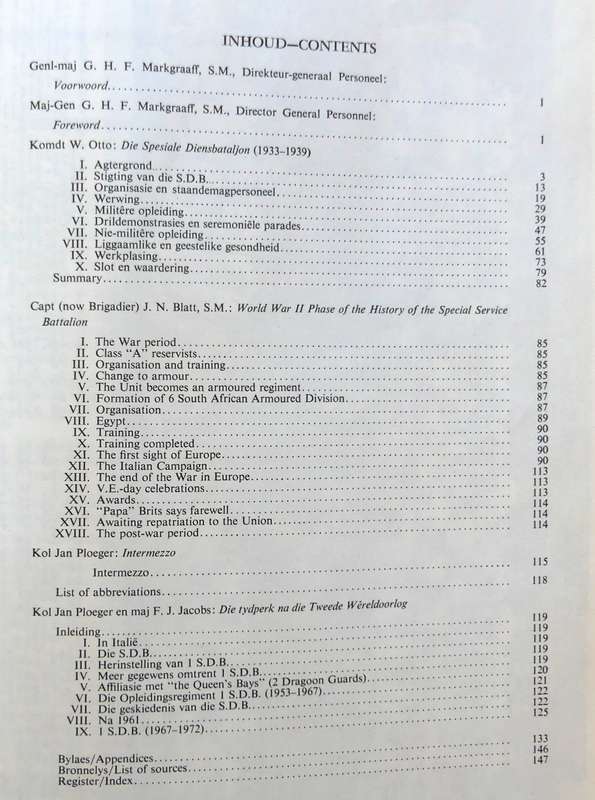 INHOUD—CONTENTS
Genl-maj G. H. F. Markgraaff, S.M., Direkteur-generaal Personeel:
Voorwoord........ 1
Maj-Gen G. H. F. Markgraaff, S.M., Director General Personnel:
Foreword........ 1
Komdt W. Otto: Die Spesiale Diensbataljon (1933–1939)
I. Agtergrond........ 3
II. Stigting van die S.D.B........ 13
III. Organisasie en staandemagpersoneel........ 19
IV. Werwing........ 29
V. Militêre opleiding........ 39
VI. Drildemonstrasies en seremoniële parades........ 47
VII. Nie-militêre opleiding........ 55
VIII. Liggaamlike en geestelike gesondheid........ 61
IX. Werkplasing........ 73
X. Slot en waardering........ 79
Summary........ 82
Capt (now Brigadier) J. N. Blatt, S.M.: World War II Phase of the History of the Special Service
Battalion
I. The War period........ 85
II. Class "A" reservists........ 85
III. Organisation and training........ 85
IV. Change to armour........ 85
V. The Unit becomes an armoured regiment........ 87
VI. Formation of 6 South African Armoured Division........ 87
VII. Organisation........ 87
VIII. Egypt........ 89
IX. Training........ 90
X. Training completed........ 90
XI. The first sight of Europe........ 90
XII. The Italian Campaign........ 90
XIII. The end of the War in Europe........ 113
XIV. V.E.-day celebrations........ 113
XV. Awards........ 113
XVI. "Papa" Brits says farewell........ 114
XVII. Awaiting repatriation to the Union........ 114
XVIII. The post-war period........ 114
Kol Jan Ploeger: Intermezzo
Intermezzo........ 115
List of abbreviations........ 118
Kol Jan Ploeger en maj F. J. Jacobs: Die tydperk na die Tweede Wêreldoorlog
Inleiding........ 119
I. In Italië........ 119
II. Die S.D.B........ 119
III. Herinstelling van 1 S.D.B........ 119
IV. Meer gegewens omtrent 1 S.D.B........ 119
V. Affiliasie met "the Queen's Bays" (2 Dragoon Guards)........ 120
VI. Die Opleidingsregiment 1 S.D.B. (1953–1967)........ 121
VII. Die geskiedenis van die S.D.B........ 122
VIII. Na 1961........ 122
IX. 1 S.D.B. (1967–1972)........ 125
Bylaes/Appendices........ 133
Bronnelys/List of sources........ 146
Register/Index........ 147